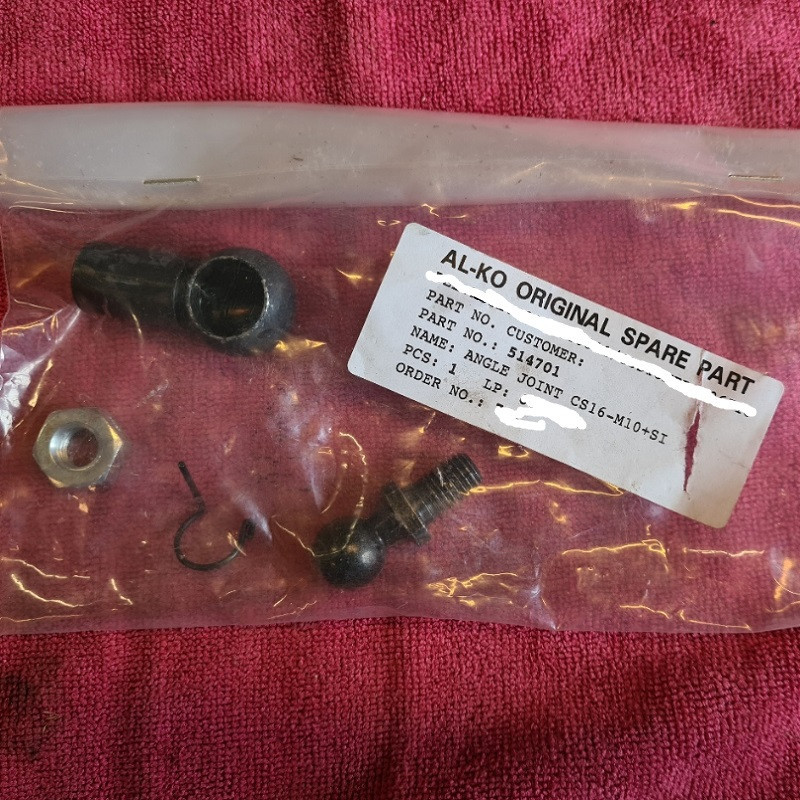 AL-KO ORIGINAL SPARE PART
PART NO. CUSTOMER:
PART NO.: 514701
NAME: ANGLE JOINT CS16-M10+SI
PCS: 1 LP:
ORDER NO.: